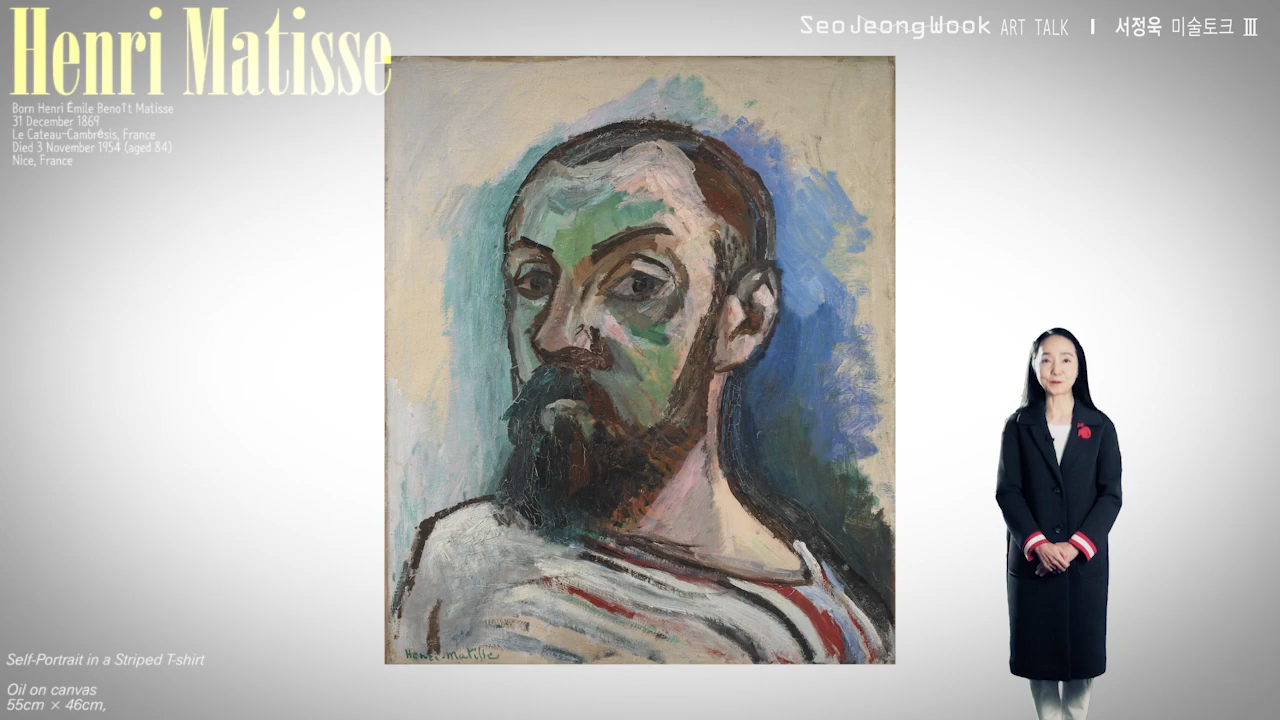 Henri Matisse
Born Henri Émile Benoît Matisse
31 December 1869
Le Cateau-Cambrésis, France
Died 3 November 1954 (aged 84)
Nice, France
SeoJeongWook ART TALK I 서정욱 미술토크 Ⅲ
Henri-Matisse
Self-Portrait in a Striped T-shirt
Oil on canvas
55cm × 46cm,